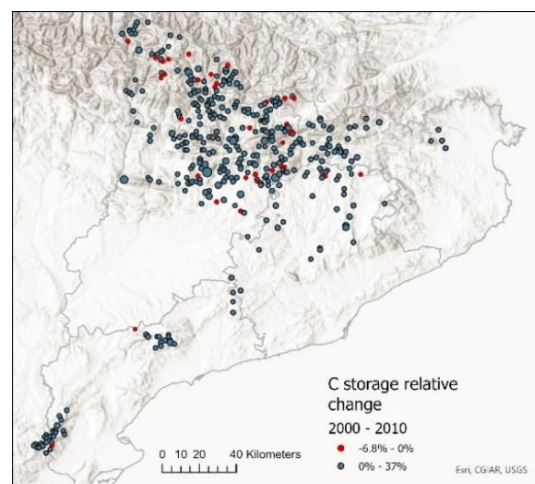 C storage relative
change
2000 - 2010
-6.8% - 0%
0% - 37%
0 10 20 40 Kilometers
Esri, CGIAR, USGS